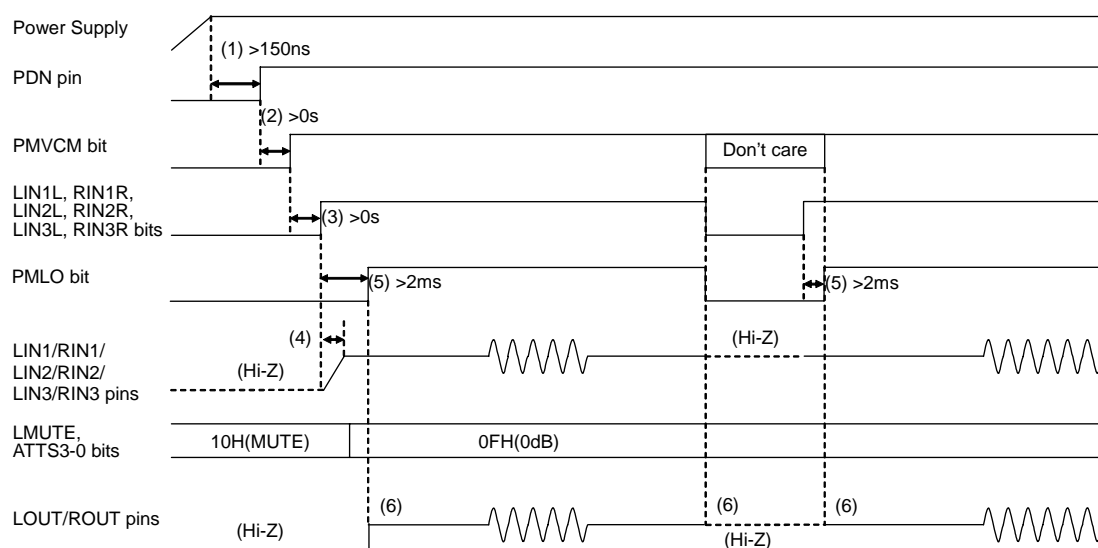 Power Supply
(1) >150ns
PDN pin
(2) >0s
PMVCM bit
Don't care
LIN1L, RIN1R,
LIN2L, RIN2R,
LIN3L, RIN3R bits
(3) >0s
PMLO bit
(5) >2ms
(5) >2ms
(4)
LIN1/RIN1/
LIN2/RIN2/
LIN3/RIN3 pins
(Hi-Z)
(Hi-Z)
LMUTE,
ATTS3-0 bits
10H(MUTE)
0FH(0dB)
LOUT/ROUT pins
(Hi-Z)
(6)
(6)
(6)
(Hi-Z)